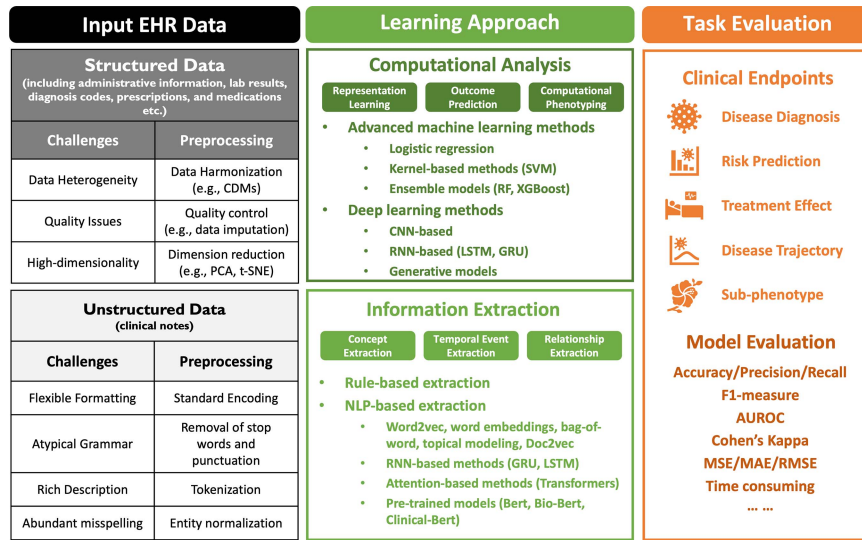 Input EHR Data
Structured Data
(including administrative information, lab results,
diagnosis codes, prescriptions, and medications
etc.)
Challenges
Preprocessing
Data Heterogeneity
Data Harmonization
(e.g., CDMs)
Quality Issues
Quality control
(e.g., data imputation)
High-dimensionality
Dimension reduction
(e.g., PCA, t-SNE)
Unstructured Data
(clinical notes)
Challenges
Preprocessing
Flexible Formatting
Standard Encoding
Atypical Grammar
Removal of stop
words and
punctuation
Rich Description
Tokenization
Abundant misspelling
Entity normalization
Learning Approach
Computational Analysis
Representation
Learning
Outcome
Prediction
Computational
Phenotyping
• Advanced machine learning methods
• Logistic regression
• Kernel-based methods (SVM)
• Ensemble models (RF, XGBoost)
• Deep learning methods
• CNN-based
• RNN-based (LSTM, GRU)
• Generative models
Information Extraction
Concept
Extraction
Temporal Event
Extraction
Relationship
Extraction
• Rule-based extraction
• NLP-based extraction
• Word2vec, word embeddings, bag-of-
word, topical modeling, Doc2vec
• RNN-based methods (GRU, LSTM)
• Attention-based methods (Transformers)
• Pre-trained models (Bert, Bio-Bert,
Clinical-Bert)
Task Evaluation
Clinical Endpoints
Disease Diagnosis
Risk Prediction
Treatment Effect
Disease Trajectory
Sub-phenotype
Model Evaluation
Accuracy/Precision/Recall
F1-measure
AUROC
Cohen's Kappa
MSE/MAE/RMSE
Time consuming
... ...